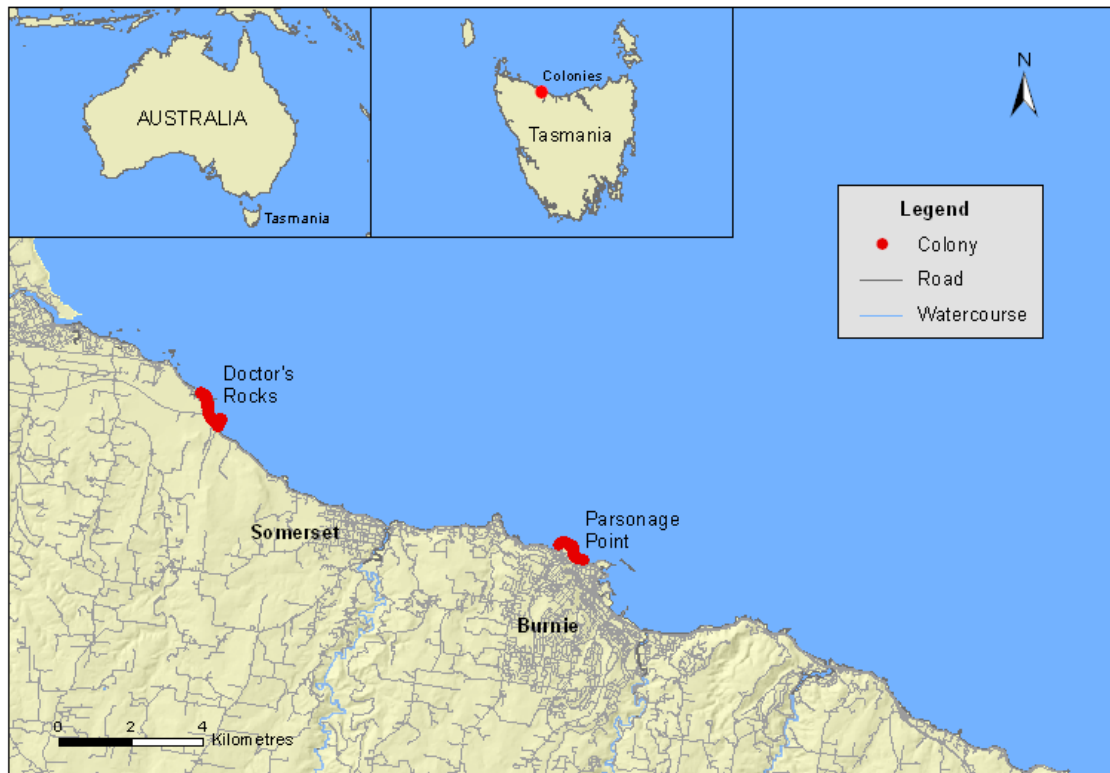 AUSTRALIA
Tasmania
Colonies
Tasmania
N
Legend
Colony
Road
Watercourse
Doctor's
Rocks
Somerset
Parsonage
Point
Burnie
0 2 4
Kilometres